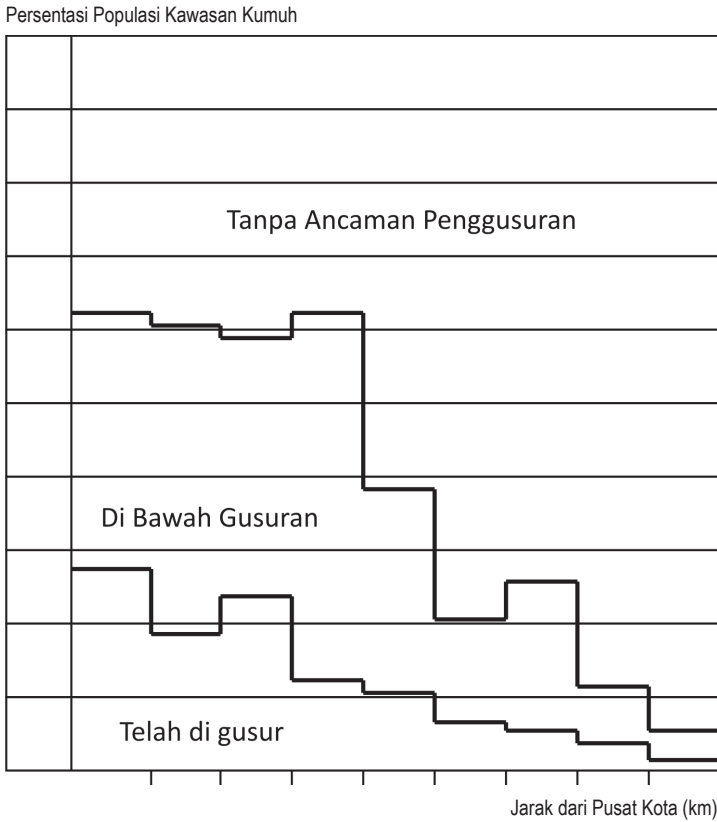 Persentasi Populasi Kawasan Kumuh
Tanpa Ancaman Penggusuran
Di Bawah Gusuran
Telah di gusur
Jarak dari Pusat Kota (km)